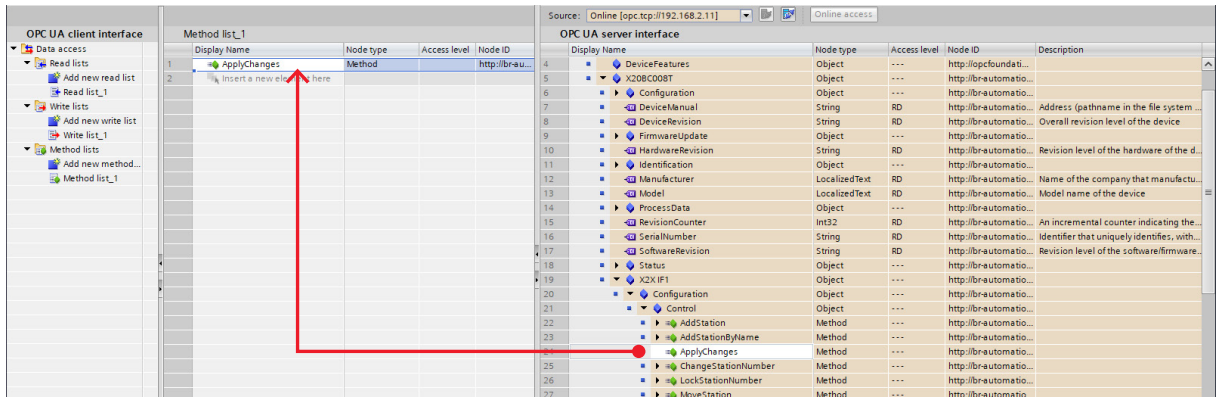 Source: Online [opc.tcp://192.168.2.11] Online access
OPC UA client interface
Data access
Read lists
Add new read list
Read list_1
Write lists
Add new write list
Write list_1
Method lists
Add new method...
Method list_1
Method list_1
Display Name Node type Access level Node ID
1 ApplyChanges Method http://br-au...
2 Insert a new element here
OPC UA server interface
Display Name Node type Access level Node ID Description
4 DeviceFeatures Object --- http://opcfoundati...
5 X20BC008T Object --- http://br-automatio...
6 Configuration Object --- http://br-automatio...
7 DeviceManual String RD http://br-automatio... Address (pathname in the file system ...
8 DeviceRevision String RD http://br-automatio... Overall revision level of the device
9 FirmwareUpdate Object --- http://br-automatio...
10 HardwareRevision String RD http://br-automatio... Revision level of the hardware of the d...
11 Identification Object --- http://br-automatio...
12 Manufacturer LocalizedText RD http://br-automatio... Name of the company that manufactu...
13 Model LocalizedText RD http://br-automatio... Model name of the device
14 ProcessData Object --- http://br-automatio...
15 RevisionCounter Int32 RD http://br-automatio... An incremental counter indicating the...
16 SerialNumber String RD http://br-automatio... Identifier that uniquely identifies, with...
17 SoftwareRevision String RD http://br-automatio... Revision level of the software/firmware...
18 Status Object --- http://br-automatio...
19 X2X IF1 Object --- http://br-automatio...
20 Configuration Object --- http://br-automatio...
21 Control Object --- http://br-automatio...
22 AddStation Method --- http://br-automatio...
23 AddStationByName Method --- http://br-automatio...
ApplyChanges Method --- http://br-automatio...
25 ChangeStationNumber Method --- http://br-automatio...
26 LockStationNumber Method --- http://br-automatio...
27 MoveStation Method --- http://br-automatio...